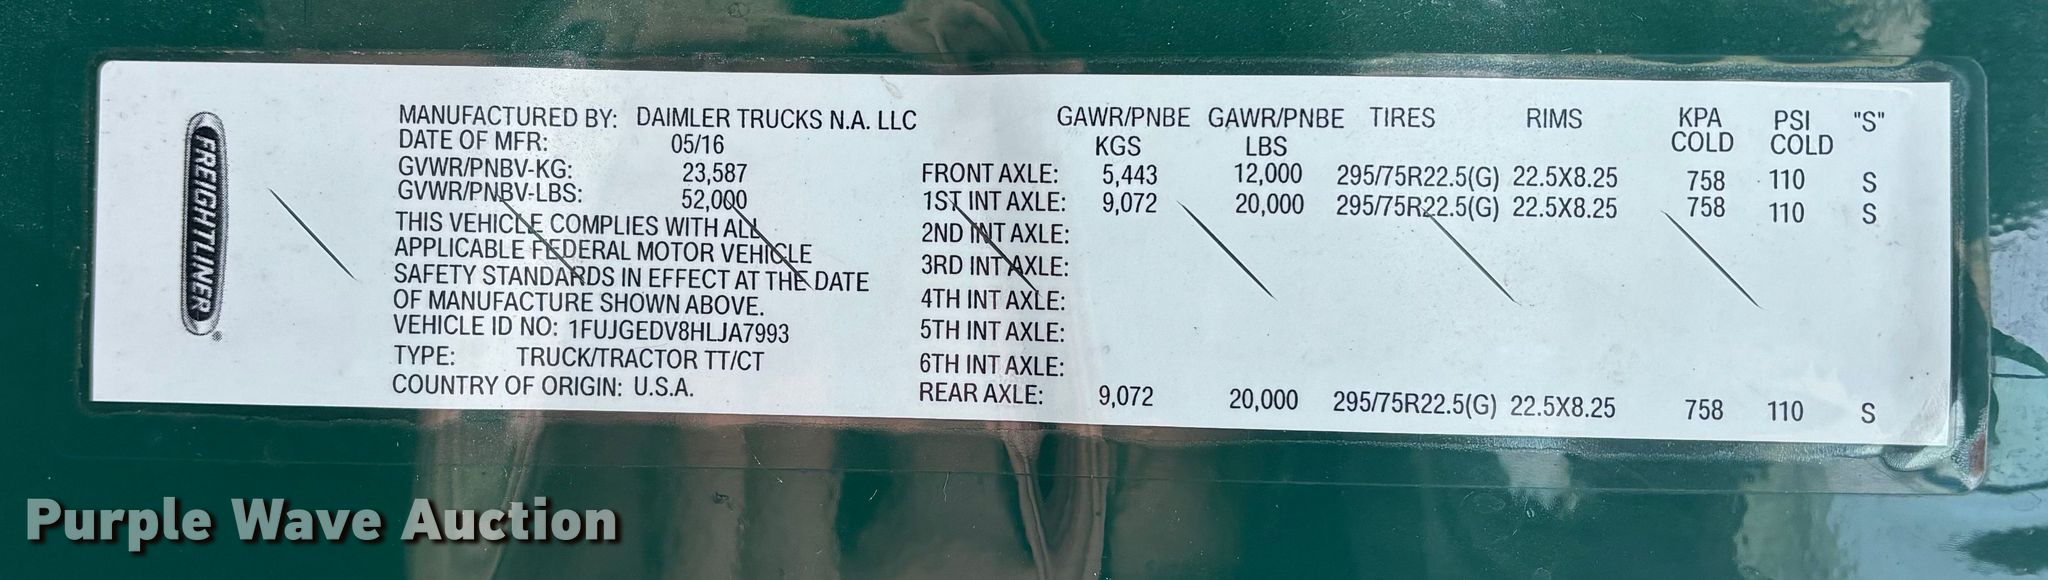 FREIGHTLINER®
MANUFACTURED BY: DAIMLER TRUCKS N.A. LLC
DATE OF MFR: 05/16
GVWR/PNBV-KG: 23,587
GVWR/PNBV-LBS: 52,000
THIS VEHICLE COMPLIES WITH ALL
APPLICABLE FEDERAL MOTOR VEHICLE
SAFETY STANDARDS IN EFFECT AT THE DATE
OF MANUFACTURE SHOWN ABOVE.
VEHICLE ID NO: 1FUJGEDV8HLJA7993
TYPE: TRUCK/TRACTOR TT/CT
COUNTRY OF ORIGIN: U.S.A.
GAWR/PNBE GAWR/PNBE TIRES RIMS KPA PSI "S"
KGS LBS COLD COLD
FRONT AXLE: 5,443 12,000 295/75R22.5(G) 22.5X8.25 758 110 S
1ST INT AXLE: 9,072 20,000 295/75R22.5(G) 22.5X8.25 758 110 S
2ND INT AXLE:
3RD INT AXLE:
4TH INT AXLE:
5TH INT AXLE:
6TH INT AXLE:
REAR AXLE: 9,072 20,000 295/75R22.5(G) 22.5X8.25 758 110 S
Purple Wave Auction